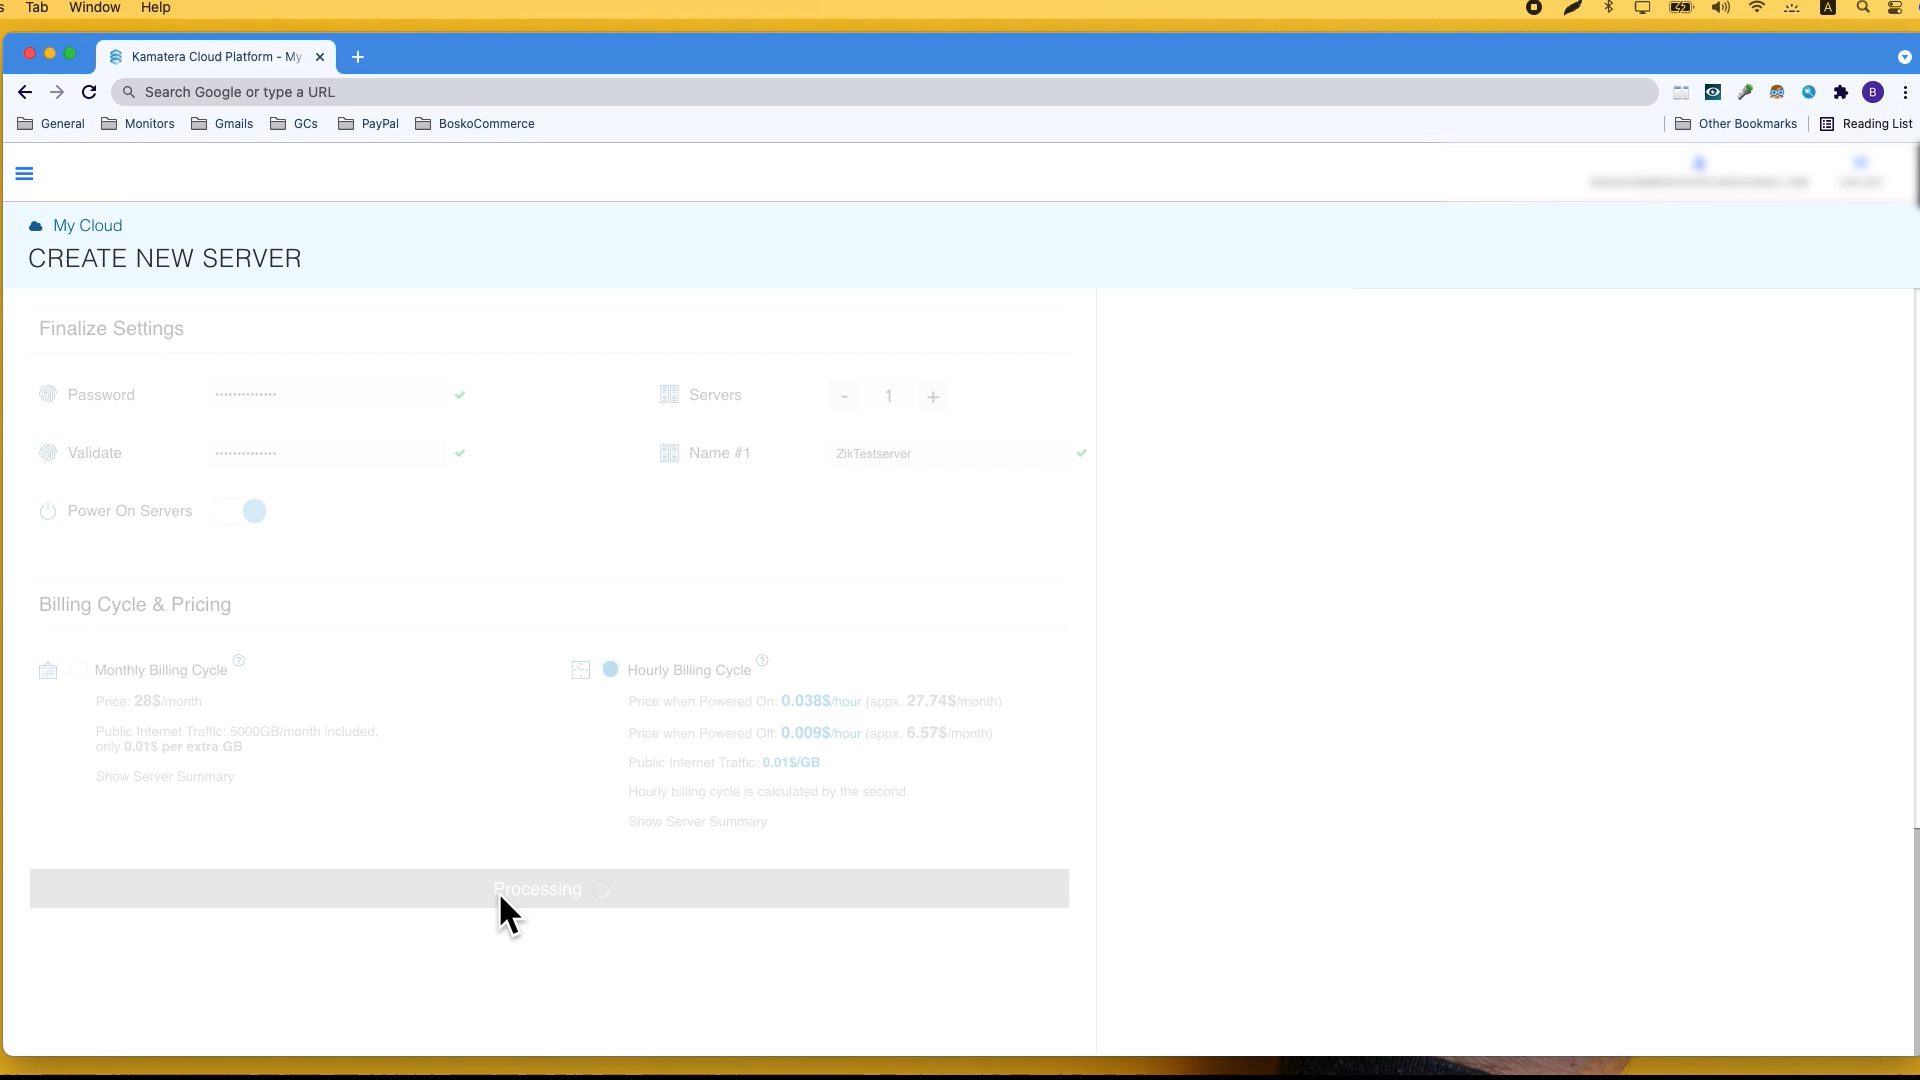 Tab Window Help
A
Kamatera Cloud Platform - My
Search Google or type a URL
B
General Monitors Gmails GCs PayPal BoskoCommerce Other Bookmarks Reading List
My Cloud
CREATE NEW SERVER
Finalize Settings
Password •••••••••••••• Servers - 1 +
Validate •••••••••••••• Name #1 ZikTestserver
Power On Servers
Billing Cycle & Pricing
Monthly Billing Cycle ?
Price: 28$/month
Public Internet Traffic: 5000GB/month included,
only 0.01$ per extra GB
Show Server Summary
Hourly Billing Cycle ?
Price when Powered On: 0.038$/hour (appx. 27.74$/month)
Price when Powered Off: 0.009$/hour (appx. 6.57$/month)
Public Internet Traffic: 0.01$/GB
Hourly billing cycle is calculated by the second.
Show Server Summary
Processing